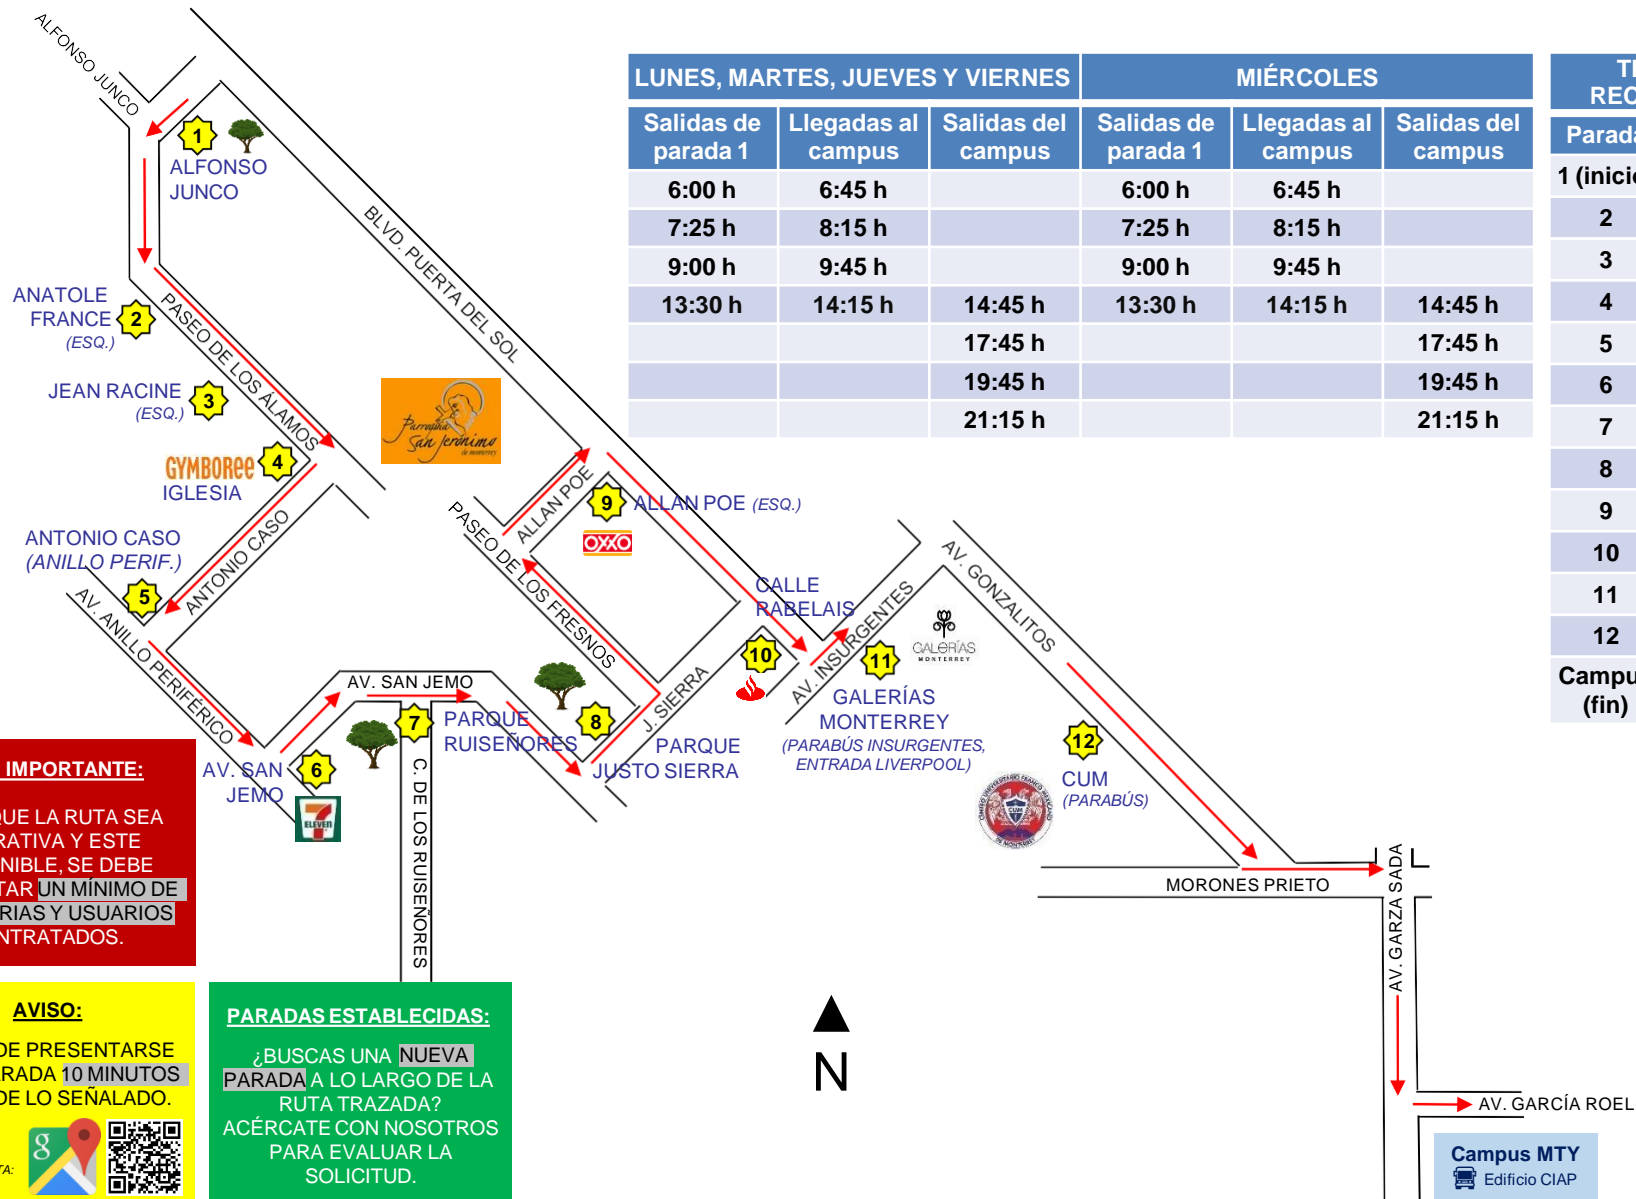 ALFONSO JUNCO
1
ALFONSO
JUNCO
BLVD. PUERTA DEL SOL
ANATOLE
FRANCE
(ESQ.)
2
PASEO DE LOS ÁLAMOS
JEAN RACINE
(ESQ.)
3
GYMBOREE
IGLESIA
4
Parroquia
San Jerónimo
de monterrey
ANTONIO CASO
(ANILLO PERIF.)
5
ANTONIO CASO
AV. ANILLO PERIFÉRICO
PASEO DE LOS FRESNOS
ALLAN POE
9
ALLAN POE (ESQ.)
OXXO
CALLE
RABELAIS
10
J. SIERRA
AV. INSURGENTES
AV. GONZALITOS
GALERÍAS
MONTERREY
11
GALERÍAS
MONTERREY
(PARABÚS INSURGENTES,
ENTRADA LIVERPOOL)
AV. SAN JEMO
7
PARQUE
RUISEÑORES
8
PARQUE
JUSTO SIERRA
AV. SAN
JEMO
6
7
ELEVEN
C. DE LOS RUISEÑORES
12
CUM
(PARABÚS)
CUM
DE MONTERREY
MORONES PRIETO
AV. GARZA SADA
AV. GARCÍA ROEL
Campus MTY
Edificio CIAP
N
LUNES, MARTES, JUEVES Y VIERNES MIÉRCOLES
Salidas de parada 1 Llegadas al campus Salidas del campus Salidas de parada 1 Llegadas al campus Salidas del campus
6:00 h 6:45 h 6:00 h 6:45 h
7:25 h 8:15 h 7:25 h 8:15 h
9:00 h 9:45 h 9:00 h 9:45 h
13:30 h 14:15 h 14:45 h 13:30 h 14:15 h 14:45 h
17:45 h 17:45 h
19:45 h 19:45 h
21:15 h 21:15 h
1 (inicio
2
3
4
5
6
7
8
9
10
11
12
Campu
(fin)
IMPORTANTE:
QUE LA RUTA SEA
RATIVA Y ESTE
NIBLE, SE DEBE
TAR UN MÍNIMO DE
RIAS Y USUARIOS
NTRATADOS.
AVISO:
DE PRESENTARSE
RADA 10 MINUTOS
DE LO SEÑALADO.
TA:
g
PARADAS ESTABLECIDAS:
¿BUSCAS UNA NUEVA
PARADA A LO LARGO DE LA
RUTA TRAZADA?
ACÉRCATE CON NOSOTROS
PARA EVALUAR LA
SOLICITUD.